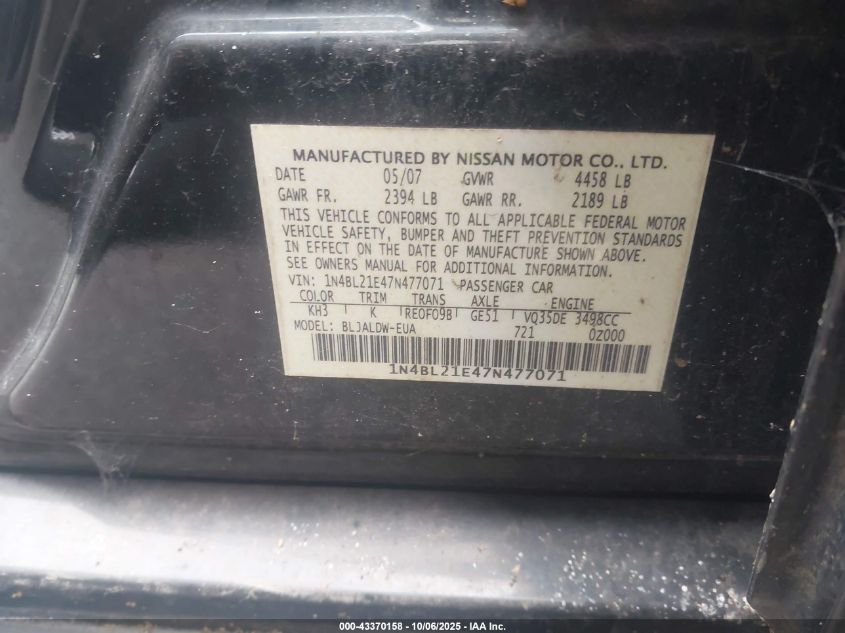 MANUFACTURED BY NISSAN MOTOR CO., LTD.
DATE 05/07 GVWR 4458 LB
GAWR FR. 2394 LB GAWR RR. 2189 LB
THIS VEHICLE CONFORMS TO ALL APPLICABLE FEDERAL MOTOR
VEHICLE SAFETY, BUMPER AND THEFT PREVENTION STANDARDS
IN EFFECT ON THE DATE OF MANUFACTURE SHOWN ABOVE.
SEE OWNERS MANUAL FOR ADDITIONAL INFORMATION.
VIN: 1N4BL21E47N477071 PASSENGER CAR
COLOR TRIM TRANS AXLE ENGINE
KH3 K RE0F09B GE51 VQ35DE 3498CC
MODEL: BLJALDW-EUA 721 0Z000
1N4BL21E47N477071
000-43370158 - 10/06/2025 - IAA Inc.